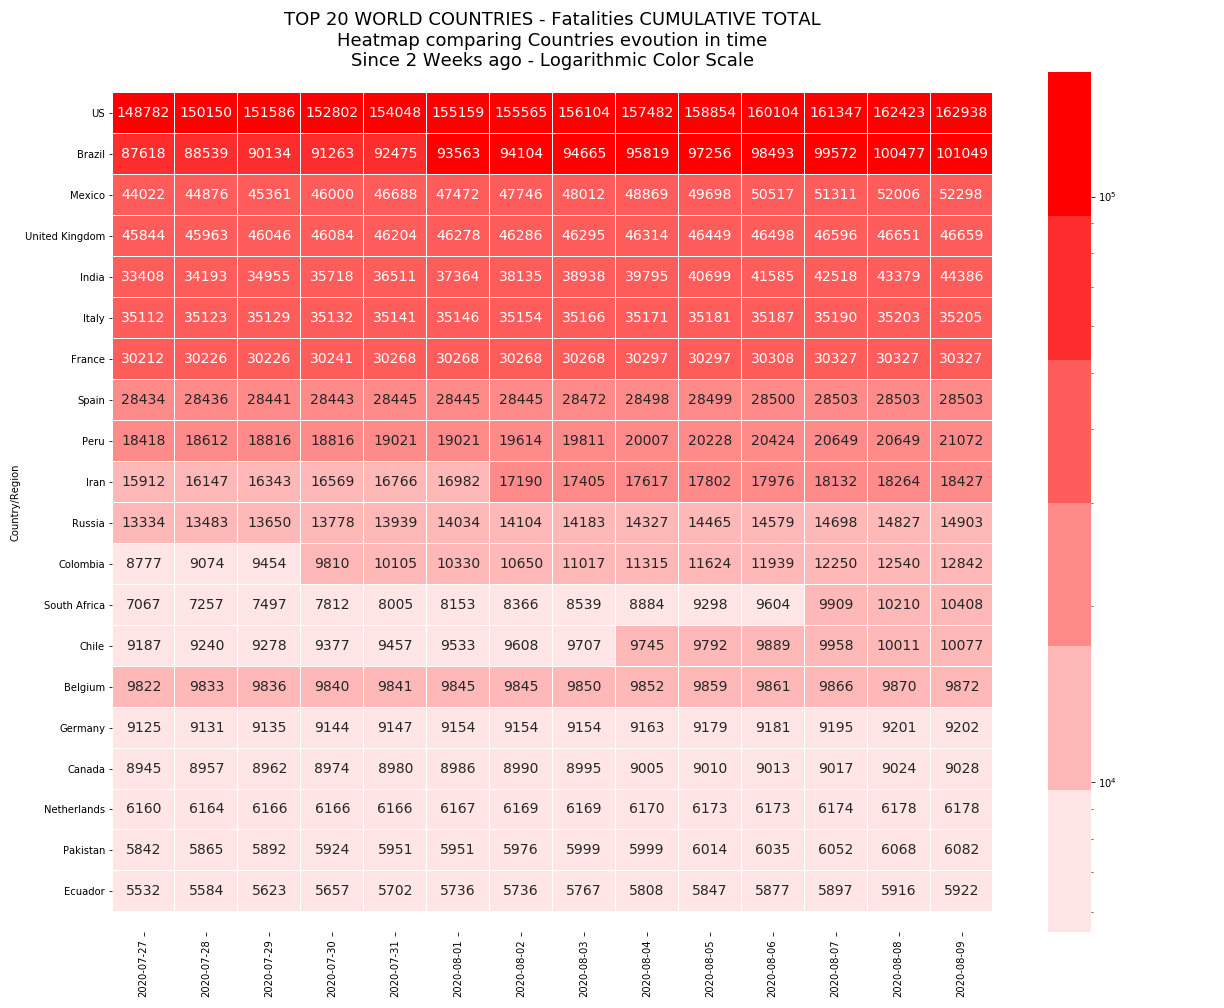 TOP 20 WORLD COUNTRIES - Fatalities CUMULATIVE TOTAL
Heatmap comparing Countries evoution in time
Since 2 Weeks ago - Logarithmic Color Scale
US 148782 150150 151586 152802 154048 155159 155565 156104 157482 158854 160104 161347 162423 162938
Brazil 87618 88539 90134 91263 92475 93563 94104 94665 95819 97256 98493 99572 100477 101049
Mexico 44022 44876 45361 46000 46688 47472 47746 48012 48869 49698 50517 51311 52006 52298
United Kingdom 45844 45963 46046 46084 46204 46278 46286 46295 46314 46449 46498 46596 46651 46659
India 33408 34193 34955 35718 36511 37364 38135 38938 39795 40699 41585 42518 43379 44386
Italy 35112 35123 35129 35132 35141 35146 35154 35166 35171 35181 35187 35190 35203 35205
France 30212 30226 30226 30241 30268 30268 30268 30268 30297 30297 30308 30327 30327 30327
Spain 28434 28436 28441 28443 28445 28445 28445 28472 28498 28499 28500 28503 28503 28503
Peru 18418 18612 18816 18816 19021 19021 19614 19811 20007 20228 20424 20649 20649 21072
Iran 15912 16147 16343 16569 16766 16982 17190 17405 17617 17802 17976 18132 18264 18427
Russia 13334 13483 13650 13778 13939 14034 14104 14183 14327 14465 14579 14698 14827 14903
Colombia 8777 9074 9454 9810 10105 10330 10650 11017 11315 11624 11939 12250 12540 12842
South Africa 7067 7257 7497 7812 8005 8153 8366 8539 8884 9298 9604 9909 10210 10408
Chile 9187 9240 9278 9377 9457 9533 9608 9707 9745 9792 9889 9958 10011 10077
Belgium 9822 9833 9836 9840 9841 9845 9845 9850 9852 9859 9861 9866 9870 9872
Germany 9125 9131 9135 9144 9147 9154 9154 9154 9163 9179 9181 9195 9201 9202
Canada 8945 8957 8962 8974 8980 8986 8990 8995 9005 9010 9013 9017 9024 9028
Netherlands 6160 6164 6166 6166 6166 6167 6169 6169 6170 6173 6173 6174 6178 6178
Pakistan 5842 5865 5892 5924 5951 5951 5976 5999 5999 6014 6035 6052 6068 6082
Ecuador 5532 5584 5623 5657 5702 5736 5736 5767 5808 5847 5877 5897 5916 5922
2020-07-27 2020-07-28 2020-07-29 2020-07-30 2020-07-31 2020-08-01 2020-08-02 2020-08-03 2020-08-04 2020-08-05 2020-08-06 2020-08-07 2020-08-08 2020-08-09
Country/Region
10⁵
10⁴